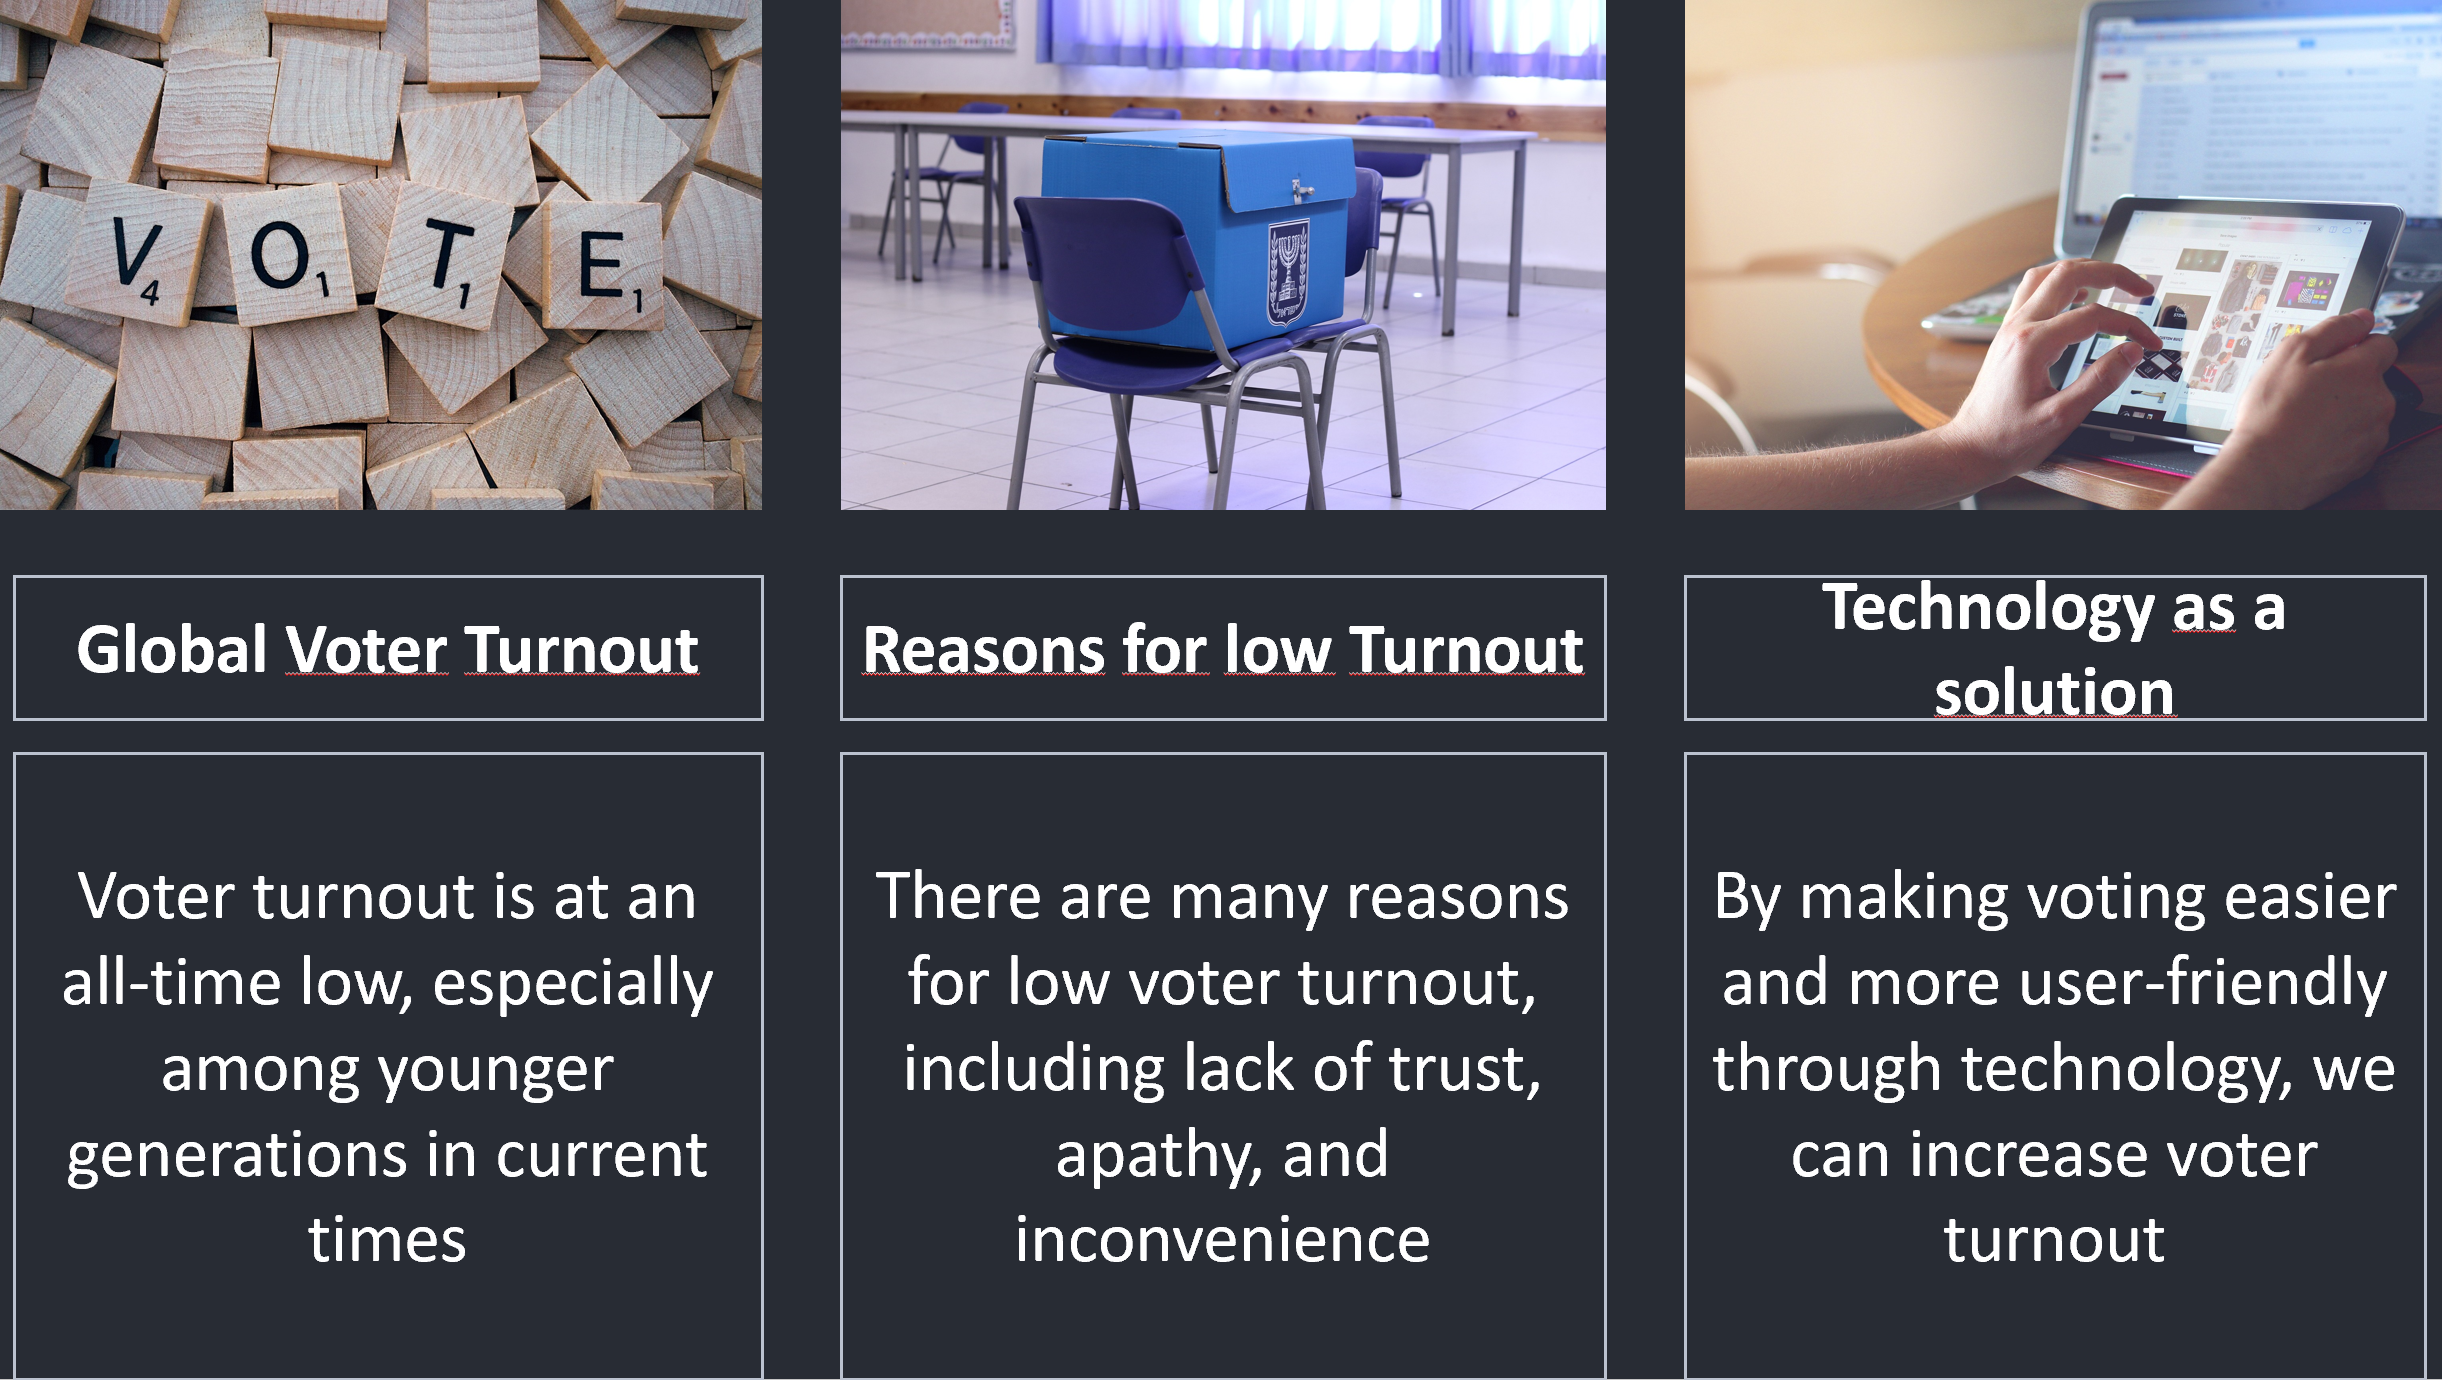 V4 O1 T1 E1
Global Voter Turnout
Voter turnout is at an
all-time low, especially
among younger
generations in current
times
Reasons for low Turnout
There are many reasons
for low voter turnout,
including lack of trust,
apathy, and
inconvenience
Technology as a
solution
By making voting easier
and more user-friendly
through technology, we
can increase voter
turnout